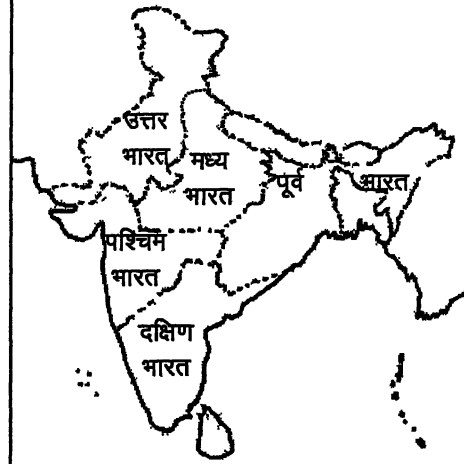 उत्तर
भारत
मध्य
भारत
पूर्व भारत
पश्चिम
भारत
दक्षिण
भारत